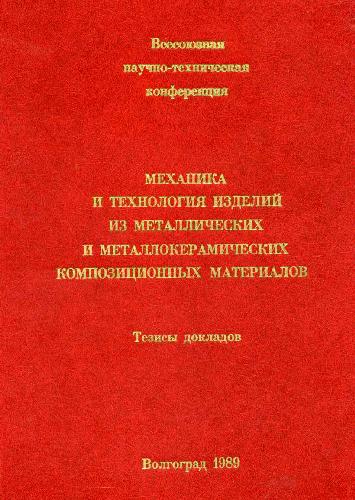 Всесоюзная
научно-техническая
конференция
МЕХАНИКА
И ТЕХНОЛОГИЯ ИЗДЕЛИЙ
ИЗ МЕТАЛЛИЧЕСКИХ
И МЕТАЛЛОКЕРАМИЧЕСКИХ
КОМПОЗИЦИОННЫХ МАТЕРИАЛОВ
Тезисы докладов
Волгоград 1989